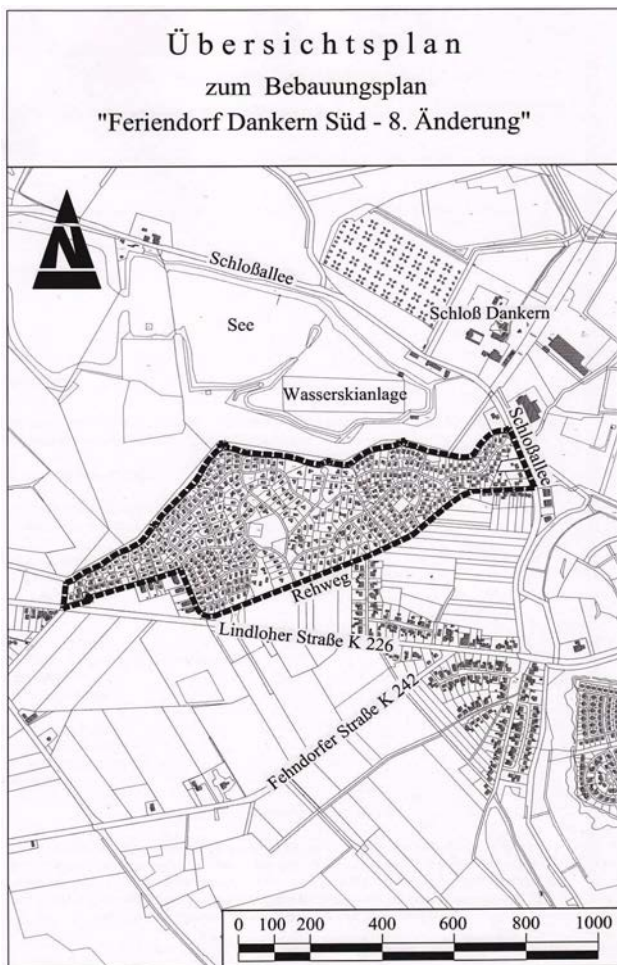 Übersichtsplan
zum Bebauungsplan
"Feriendorf Dankern Süd - 8. Änderung"
N
Schloßallee
Schloß Dankern
See
Wasserskianlage
Schloßallee
Rehweg
Lindloher Straße K 226
Fehndorfer Straße K 242
0 100 200 400 600 800 1000